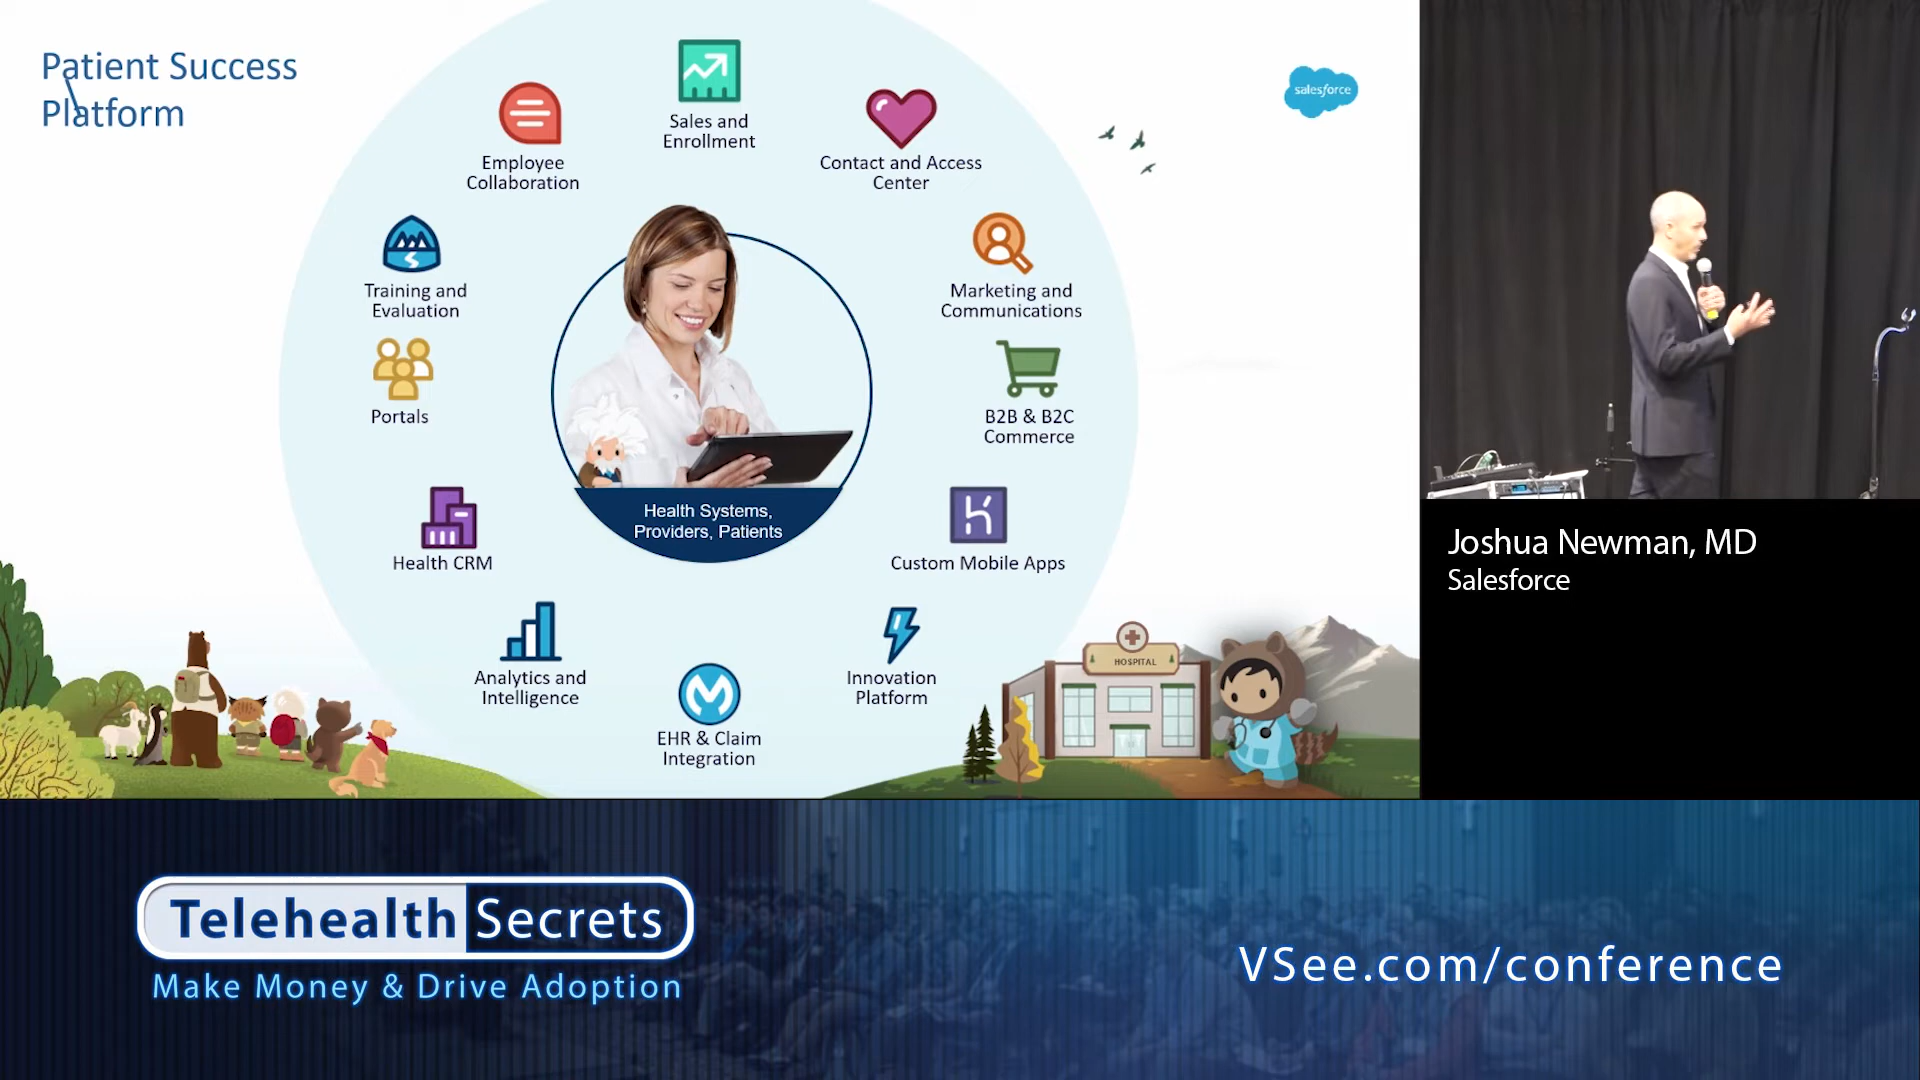 Patient Success
Platform
salesforce
Sales and
Enrollment
Employee
Collaboration
Contact and Access
Center
Training and
Evaluation
Marketing and
Communications
Portals
B2B & B2C
Commerce
Health Systems,
Providers, Patients
Health CRM
Custom Mobile Apps
Analytics and
Intelligence
Innovation
Platform
EHR & Claim
Integration
HOSPITAL
Joshua Newman, MD
Salesforce
Telehealth Secrets
Make Money & Drive Adoption
VSee.com/conference